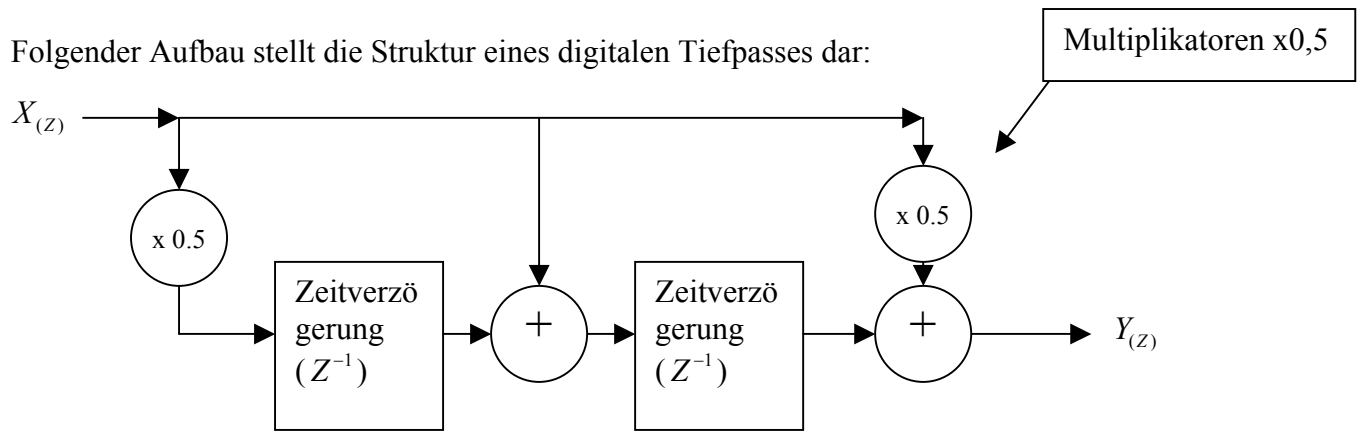 Multiplikatoren x0,5
Folgender Aufbau stellt die Struktur eines digitalen Tiefpasses dar:
X(Z)
x 0.5
x 0.5
Zeitverzö
gerung
(Z⁻¹)
+
Zeitverzö
gerung
(Z⁻¹)
+
Y(Z)